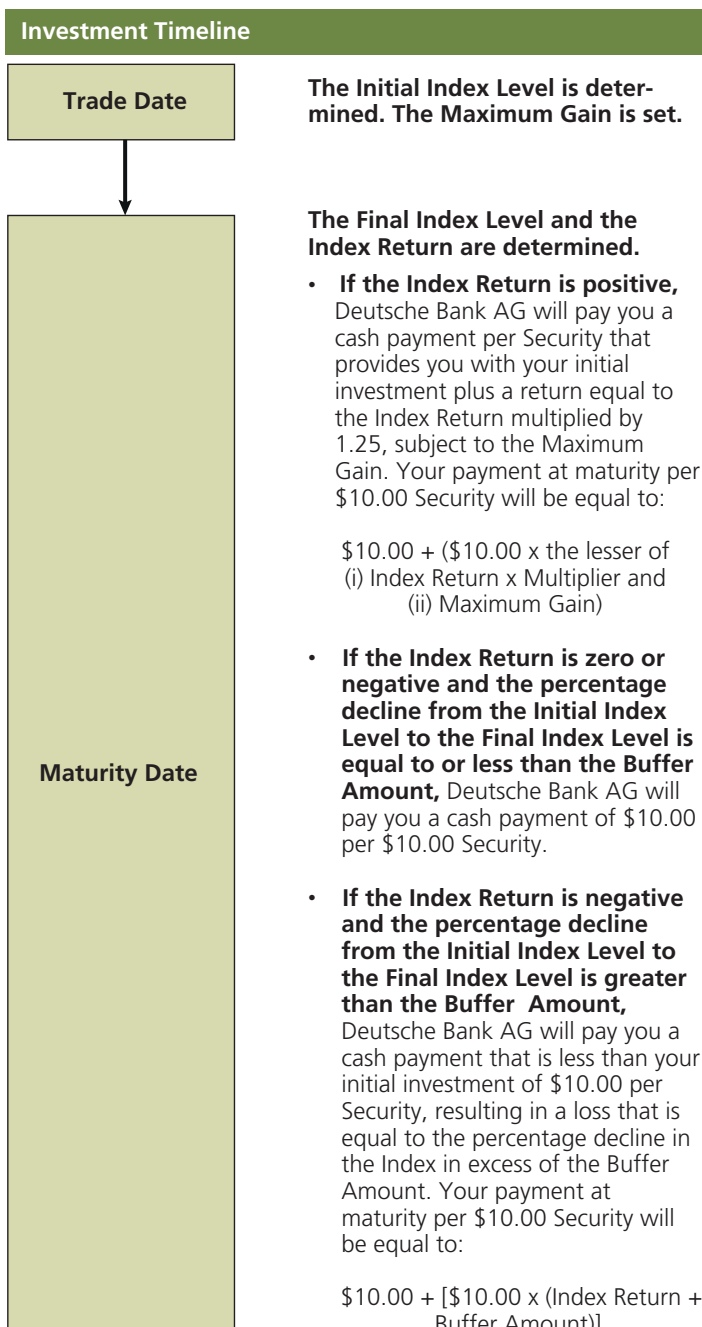 Investment Timeline
Trade Date
The Initial Index Level is deter-
mined. The Maximum Gain is set.
Maturity Date
The Final Index Level and the
Index Return are determined.
• If the Index Return is positive,
Deutsche Bank AG will pay you a
cash payment per Security that
provides you with your initial
investment plus a return equal to
the Index Return multiplied by
1.25, subject to the Maximum
Gain. Your payment at maturity per
$10.00 Security will be equal to:
$10.00 + ($10.00 x the lesser of
(i) Index Return x Multiplier and
(ii) Maximum Gain)
• If the Index Return is zero or
negative and the percentage
decline from the Initial Index
Level to the Final Index Level is
equal to or less than the Buffer
Amount, Deutsche Bank AG will
pay you a cash payment of $10.00
per $10.00 Security.
• If the Index Return is negative
and the percentage decline
from the Initial Index Level to
the Final Index Level is greater
than the Buffer Amount,
Deutsche Bank AG will pay you a
cash payment that is less than your
initial investment of $10.00 per
Security, resulting in a loss that is
equal to the percentage decline in
the Index in excess of the Buffer
Amount. Your payment at
maturity per $10.00 Security will
be equal to:
$10.00 + [$10.00 x (Index Return +
Buffer Amount)]